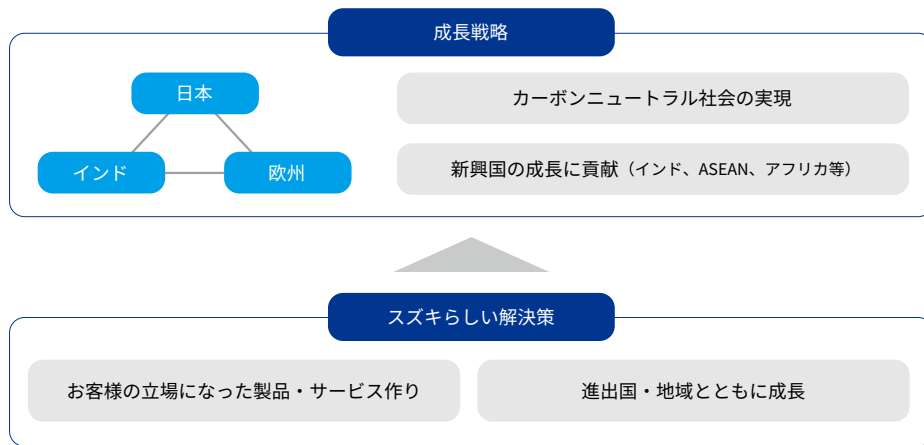 成長戦略
日本
インド
欧州
カーボンニュートラル社会の実現
新興国の成長に貢献（インド、ASEAN、アフリカ等）
スズキらしい解決策
お客様の立場になった製品・サービス作り
進出国・地域とともに成長